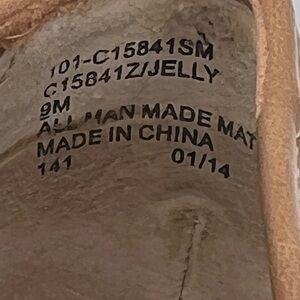 101-C15841SM
C15841Z/JELLY
9M
ALL MAN MADE MAT
MADE IN CHINA
141 01/14